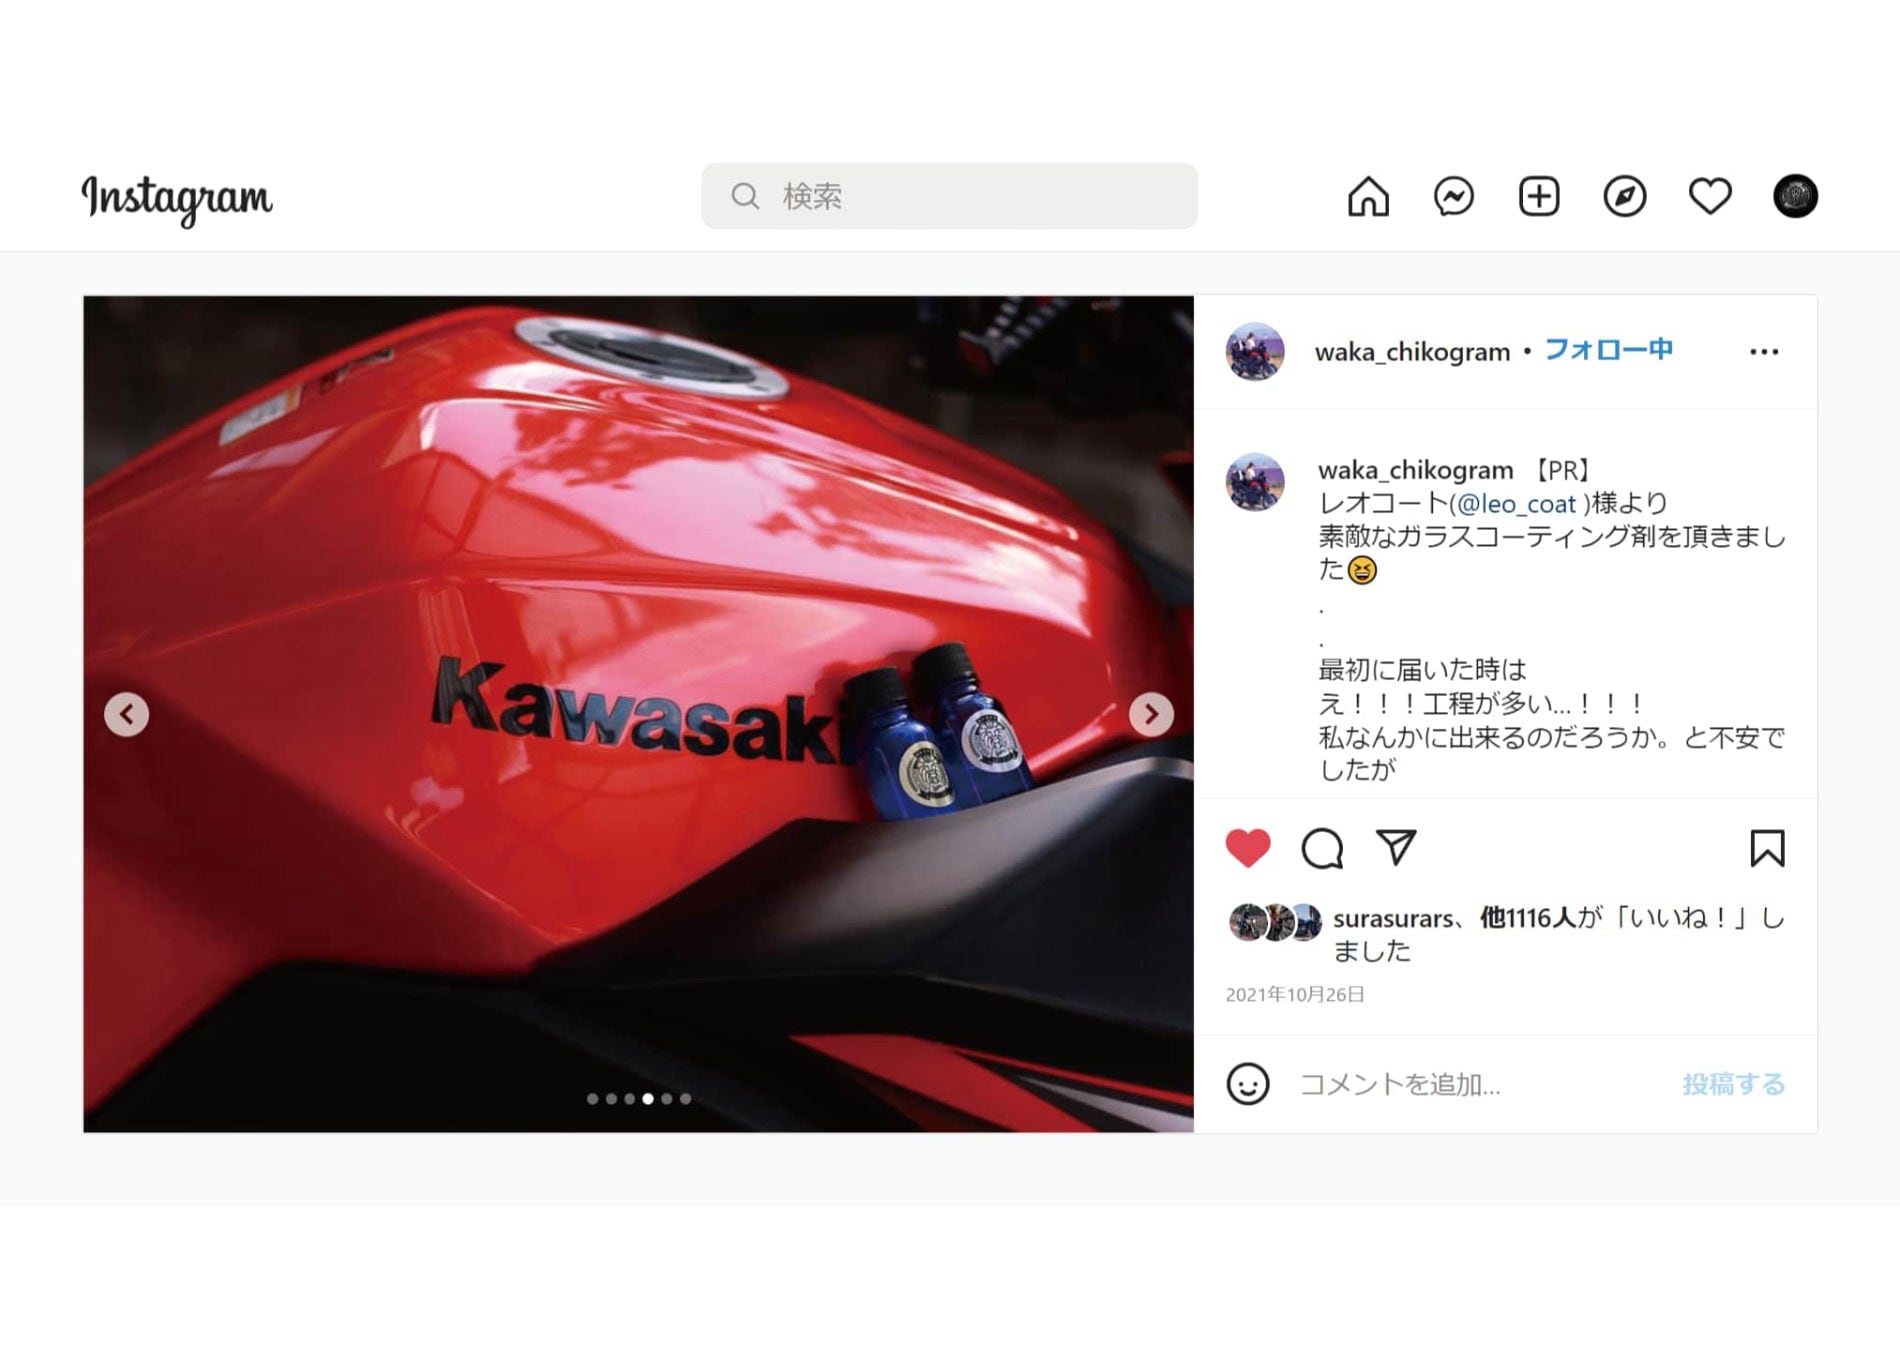 Instagram
検索
Kawasaki
waka_chikogram • フォロー中
waka_chikogram 【PR】
レオコート(@leo_coat )様より
素敵なガラスコーティング剤を頂きまし
た😆
.
.
最初に届いた時は
え！！！工程が多い...！！！
私なんかに出来るのだろうか。と不安で
したが
surasurars、他1116人が「いいね！」し
ました
2021年10月26日
コメントを追加...
投稿する